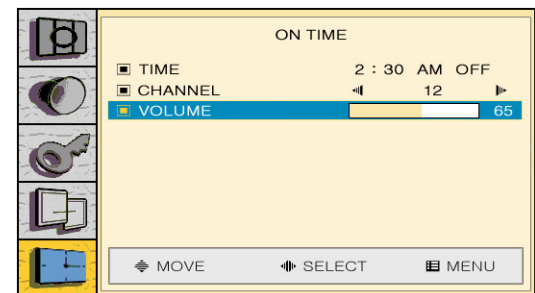 ON TIME
TIME 2 : 30 AM OFF
CHANNEL 12
VOLUME 65
MOVE SELECT MENU